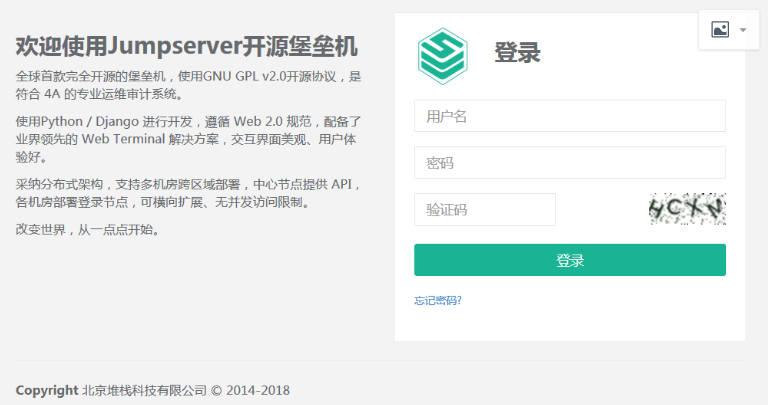 欢迎使用Jumpserver开源堡垒机
全球首款完全开源的堡垒机，使用GNU GPL v2.0开源协议，是
符合 4A 的专业运维审计系统。
使用Python / Django 进行开发，遵循 Web 2.0 规范，配备了
业界领先的 Web Terminal 解决方案，交互界面美观、用户体
验好。
采纳分布式架构，支持多机房跨区域部署，中心节点提供 API，
各机房部署登录节点，可横向扩展、无并发访问限制。
改变世界，从一点点开始。
登录
用户名
密码
验证码
登录
忘记密码?
Copyright 北京堆栈科技有限公司 © 2014-2018